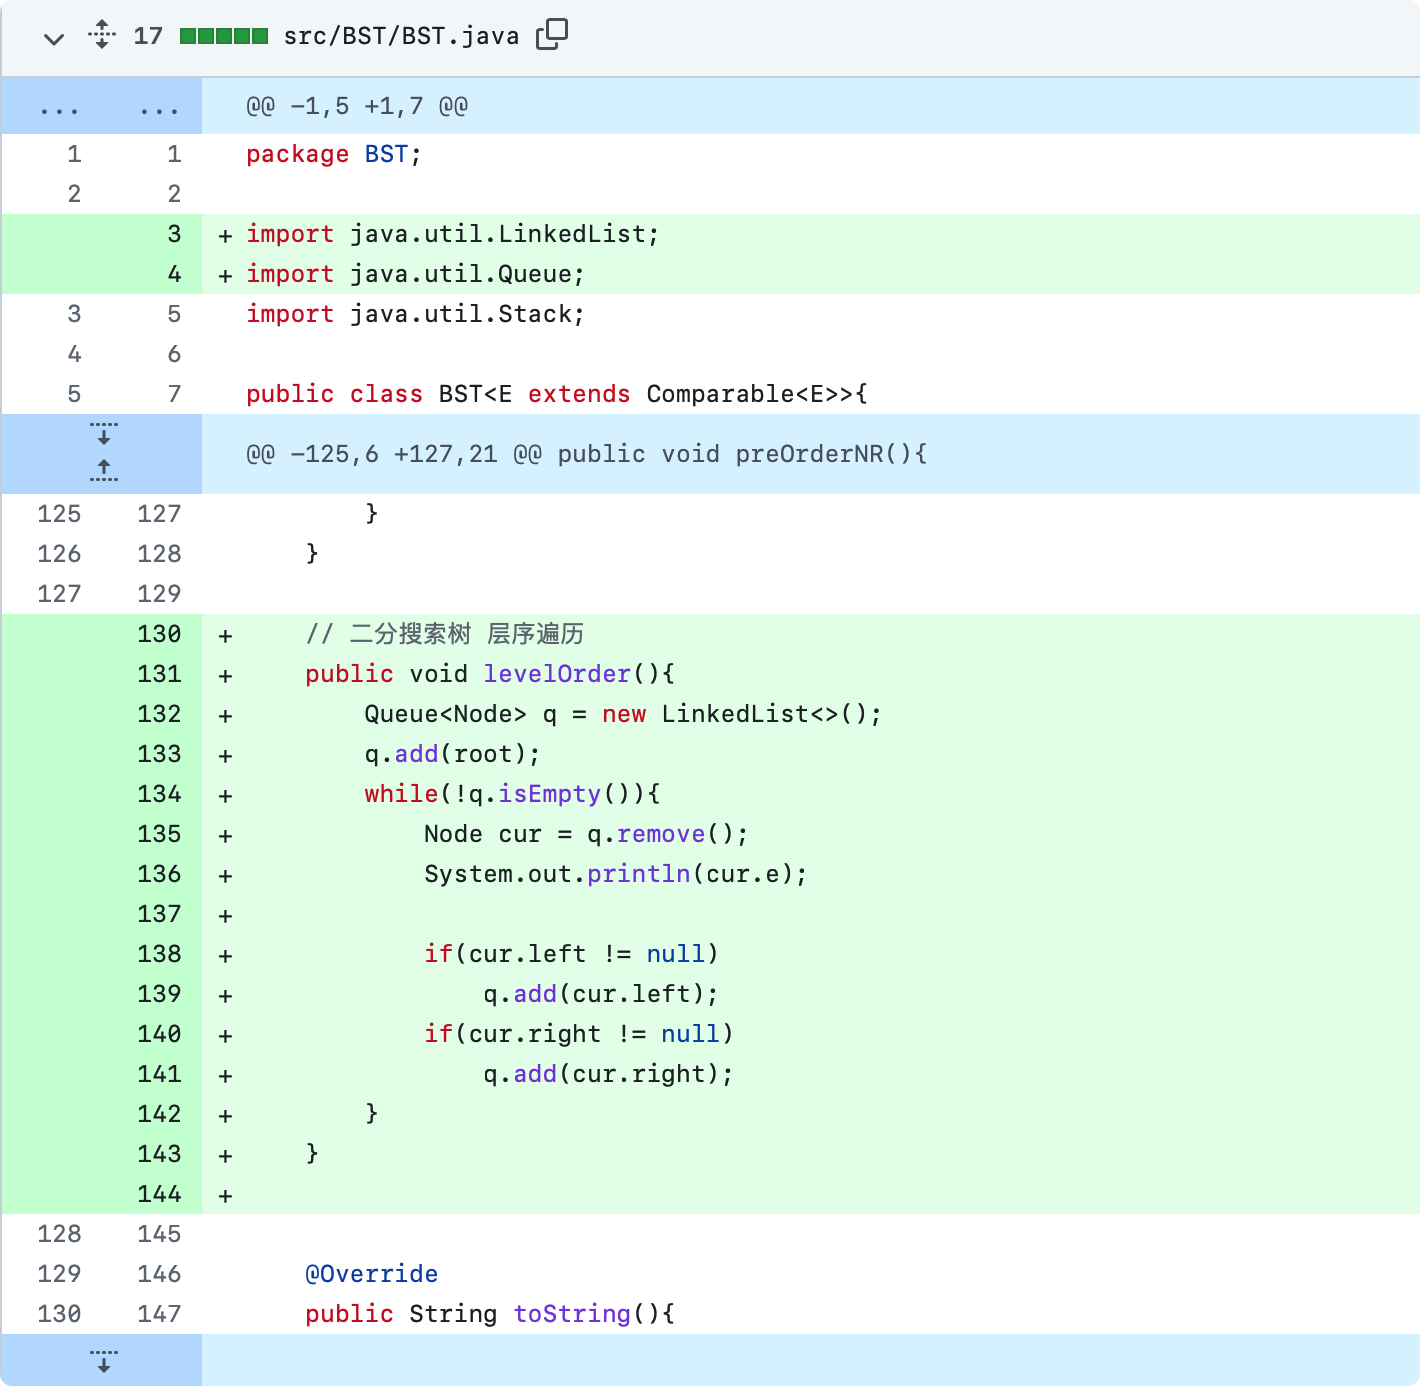 17 src/BST/BST.java
... ... @@ -1,5 +1,7 @@
1 1 package BST;
2 2
3 + import java.util.LinkedList;
4 + import java.util.Queue;
3 5 import java.util.Stack;
4 6
5 7 public class BST<E extends Comparable<E>>{
@@ -125,6 +127,21 @@ public void preOrderNR(){
125 127 }
126 128 }
127 129
130 + // 二分搜索树 层序遍历
131 + public void levelOrder(){
132 + Queue<Node> q = new LinkedList<>();
133 + q.add(root);
134 + while(!q.isEmpty()){
135 + Node cur = q.remove();
136 + System.out.println(cur.e);
137 +
138 + if(cur.left != null)
139 + q.add(cur.left);
140 + if(cur.right != null)
141 + q.add(cur.right);
142 + }
143 + }
144 +
128 145
129 146 @Override
130 147 public String toString(){